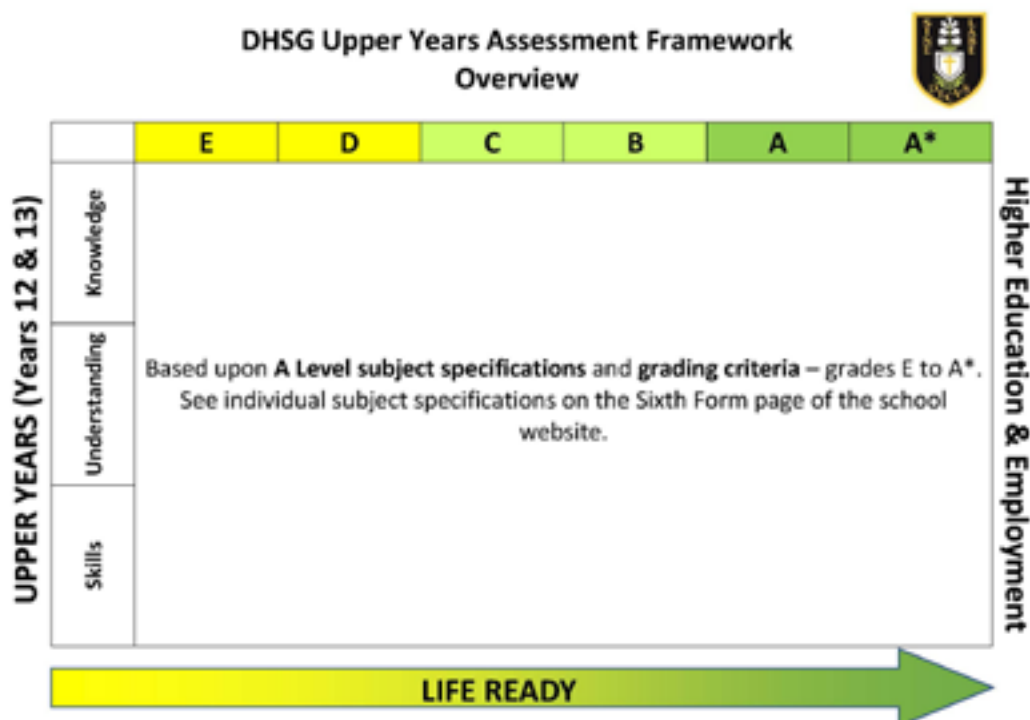 DHSG Upper Years Assessment Framework
Overview
E D C B A A*
UPPER YEARS (Years 12 & 13)
Knowledge
Understanding
Skills
Based upon A Level subject specifications and grading criteria – grades E to A*.
See individual subject specifications on the Sixth Form page of the school
website.
Higher Education & Employment
LIFE READY